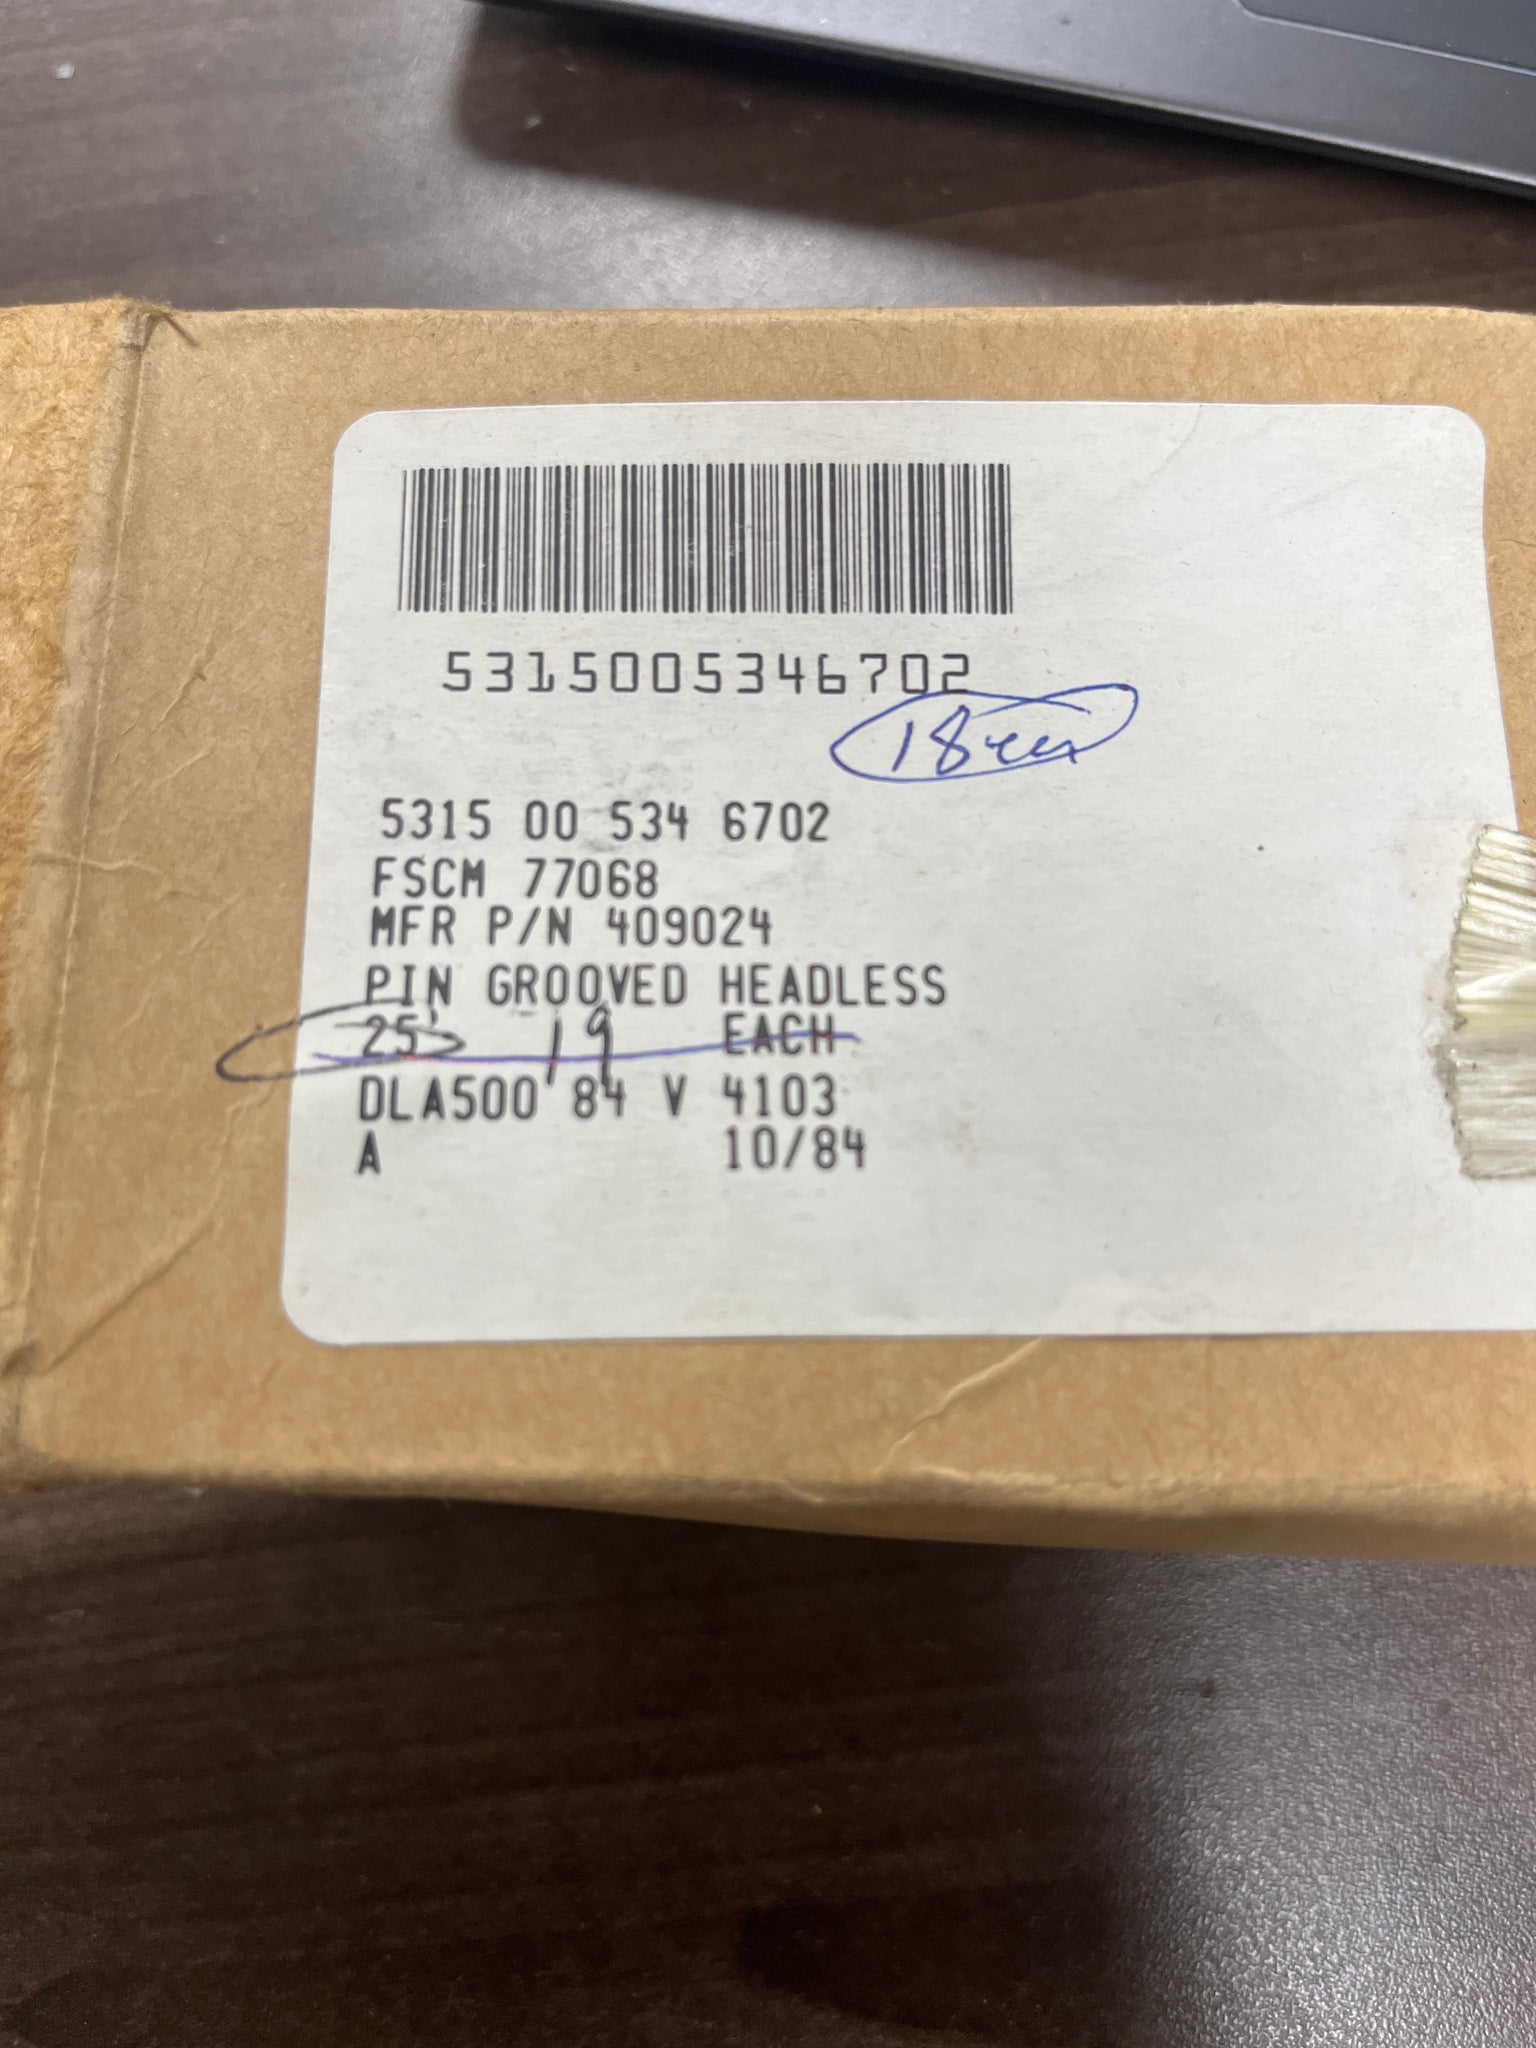 5315005346702
18 ea
5315 00 534 6702
FSCM 77068
MFR P/N 409024
PIN GROOVED HEADLESS
25 19 EACH
DLA500 84 V 4103
A 10/84